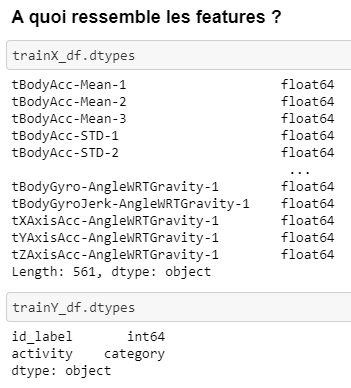 A quoi ressemble les features ?
trainX_df.dtypes
tBodyAcc-Mean-1 float64
tBodyAcc-Mean-2 float64
tBodyAcc-Mean-3 float64
tBodyAcc-STD-1 float64
tBodyAcc-STD-2 float64
...
tBodyGyro-AngleWRTGravity-1 float64
tBodyGyroJerk-AngleWRTGravity-1 float64
tXAxisAcc-AngleWRTGravity-1 float64
tYAxisAcc-AngleWRTGravity-1 float64
tZAxisAcc-AngleWRTGravity-1 float64
Length: 561, dtype: object
trainY_df.dtypes
id_label int64
activity category
dtype: object